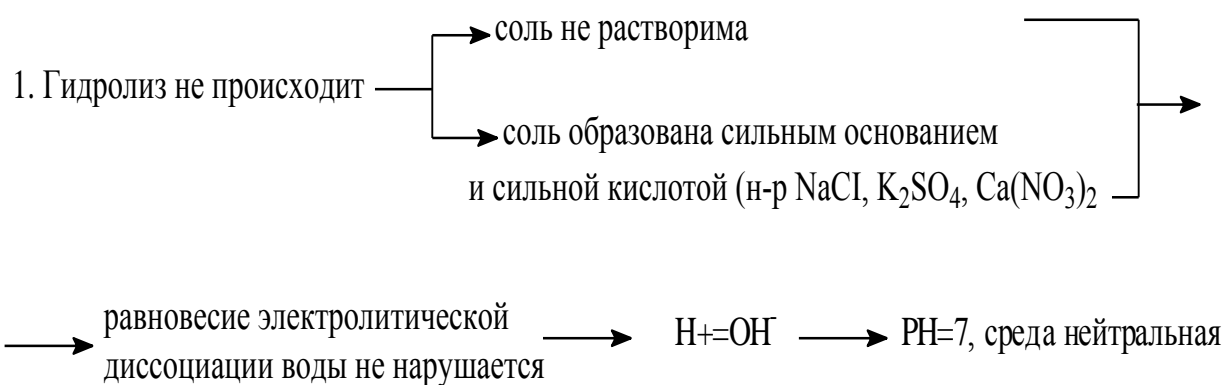 соль не растворима
1. Гидролиз не происходит
соль образована сильным основанием
и сильной кислотой (н-р NaCI, K₂SO₄, Ca(NO₃)₂
равновесие электролитической
диссоциации воды не нарушается
H+=OH⁻
PH=7, среда нейтральная